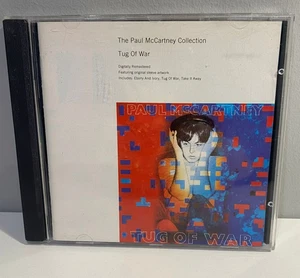 The Paul McCartney Collection
Tug Of War
Digitally Remastered
Featuring original sleeve artwork
Includes: Ebony And Ivory, Tug Of War, Take It Away
PAUL McCARTNEY
TUG OF WAR